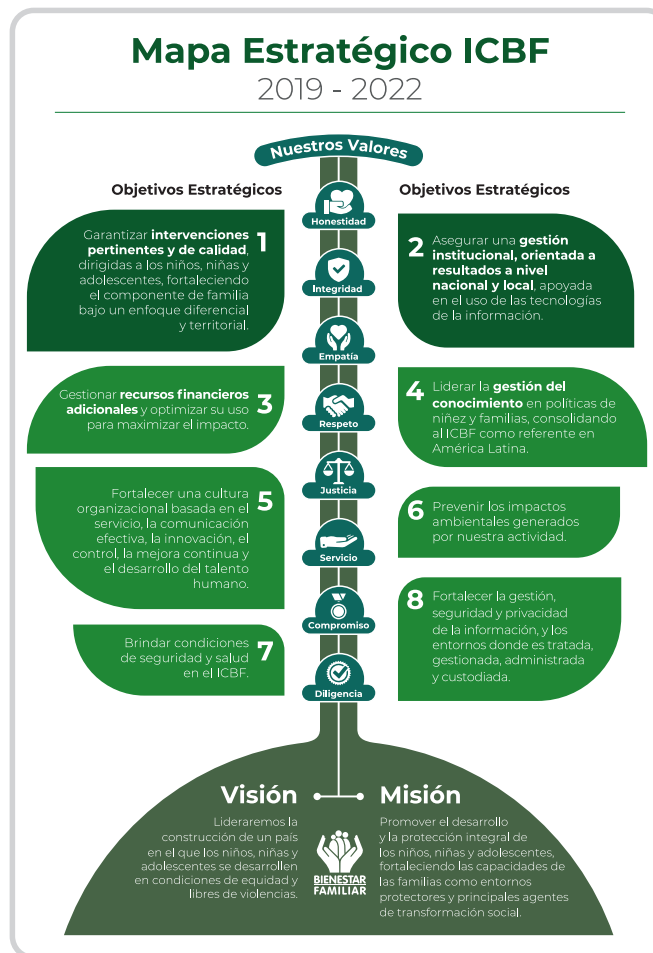 Mapa Estratégico ICBF
2019 - 2022
Nuestros Valores
Objetivos Estratégicos
Objetivos Estratégicos
Honestidad
Integridad
Empatía
Respeto
Justicia
Servicio
Compromiso
Diligencia
1
Garantizar intervenciones
pertinentes y de calidad,
dirigidas a los niños, niñas y
adolescentes, fortaleciendo
el componente de familia
bajo un enfoque diferencial
y territorial.
2
Asegurar una gestión
institucional, orientada a
resultados a nivel
nacional y local, apoyada
en el uso de las tecnologías
de la información.
3
Gestionar recursos financieros
adicionales y optimizar su uso
para maximizar el impacto.
4
Liderar la gestión del
conocimiento en políticas de
niñez y familias, consolidando
al ICBF como referente en
América Latina.
5
Fortalecer una cultura
organizacional basada en el
servicio, la comunicación
efectiva, la innovación, el
control, la mejora continua y
el desarrollo del talento
humano.
6
Prevenir los impactos
ambientales generados
por nuestra actividad.
7
Brindar condiciones
de seguridad y salud
en el ICBF.
8
Fortalecer la gestión,
seguridad y privacidad
de la información, y los
entornos donde es tratada,
gestionada, administrada
y custodiada.
Visión
Lideraremos la
construcción de un país
en el que los niños, niñas y
adolescentes se desarrollen
en condiciones de equidad y
libres de violencias.
BIENESTAR
FAMILIAR
Misión
Promover el desarrollo
y la protección integral de
los niños, niñas y adolescentes,
fortaleciendo las capacidades de
las familias como entornos
protectores y principales agentes
de transformación social.